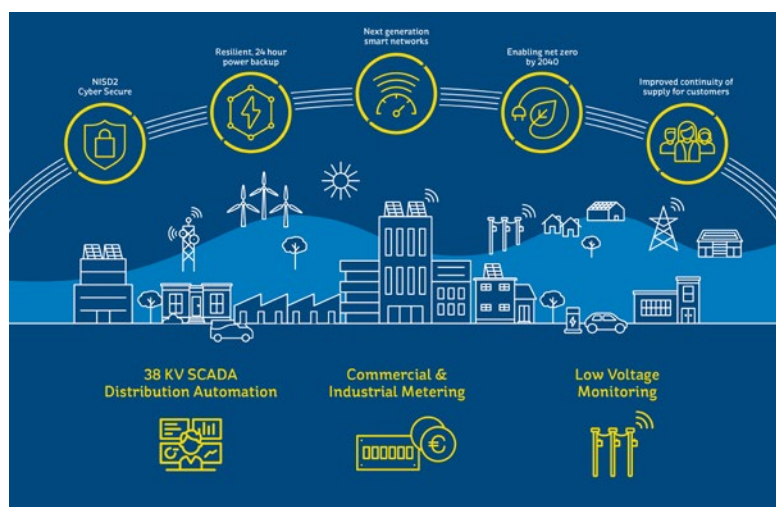 Next generation
smart networks
Resilient, 24 hour
power backup
Enabling net zero
by 2040
NISD2
Cyber Secure
Improved continuity of
supply for customers
38 KV SCADA
Distribution Automation
Commercial &
Industrial Metering
Low Voltage
Monitoring